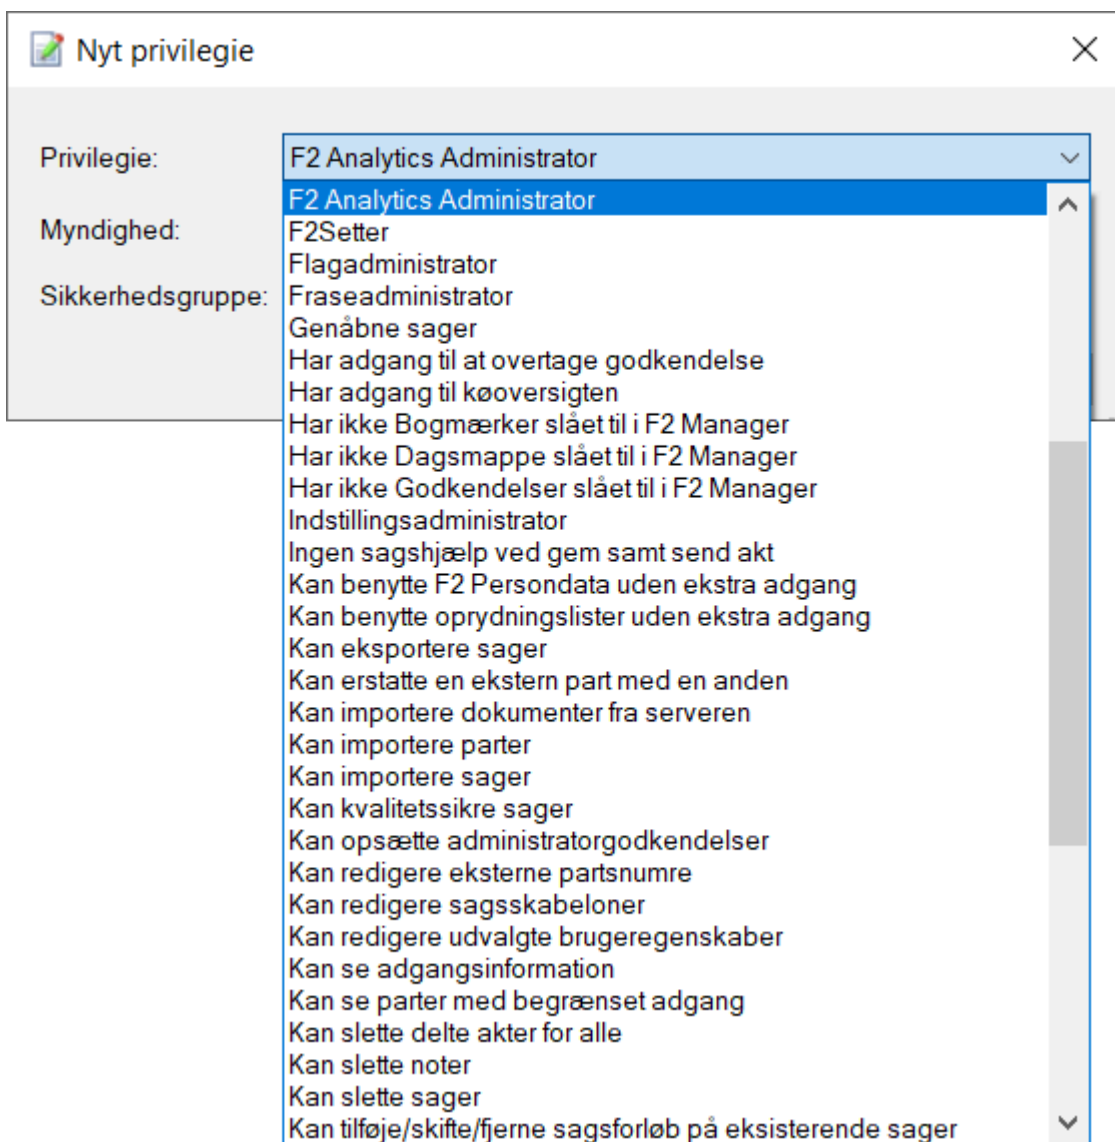 Nyt privilegie
Privilegie:
F2 Analytics Administrator
F2 Analytics Administrator
Myndighed:
F2Setter
Flagadministrator
Sikkerhedsgruppe:
Fraseadministrator
Genåbne sager
Har adgang til at overtage godkendelse
Har adgang til køoversigten
Har ikke Bogmærker slået til i F2 Manager
Har ikke Dagsmappe slået til i F2 Manager
Har ikke Godkendelser slået til i F2 Manager
Indstillingsadministrator
Ingen sagshjælp ved gem samt send akt
Kan benytte F2 Persondata uden ekstra adgang
Kan benytte oprydningslister uden ekstra adgang
Kan eksportere sager
Kan erstatte en ekstern part med en anden
Kan importere dokumenter fra serveren
Kan importere parter
Kan importere sager
Kan kvalitetssikre sager
Kan opsætte administratorgodkendelser
Kan redigere eksterne partsnumre
Kan redigere sagsskabeloner
Kan redigere udvalgte brugeregenskaber
Kan se adgangsinformation
Kan se parter med begrænset adgang
Kan slette delte akter for alle
Kan slette noter
Kan slette sager
Kan tilføje/skifte/fjerne sagsforløb på eksisterende sager